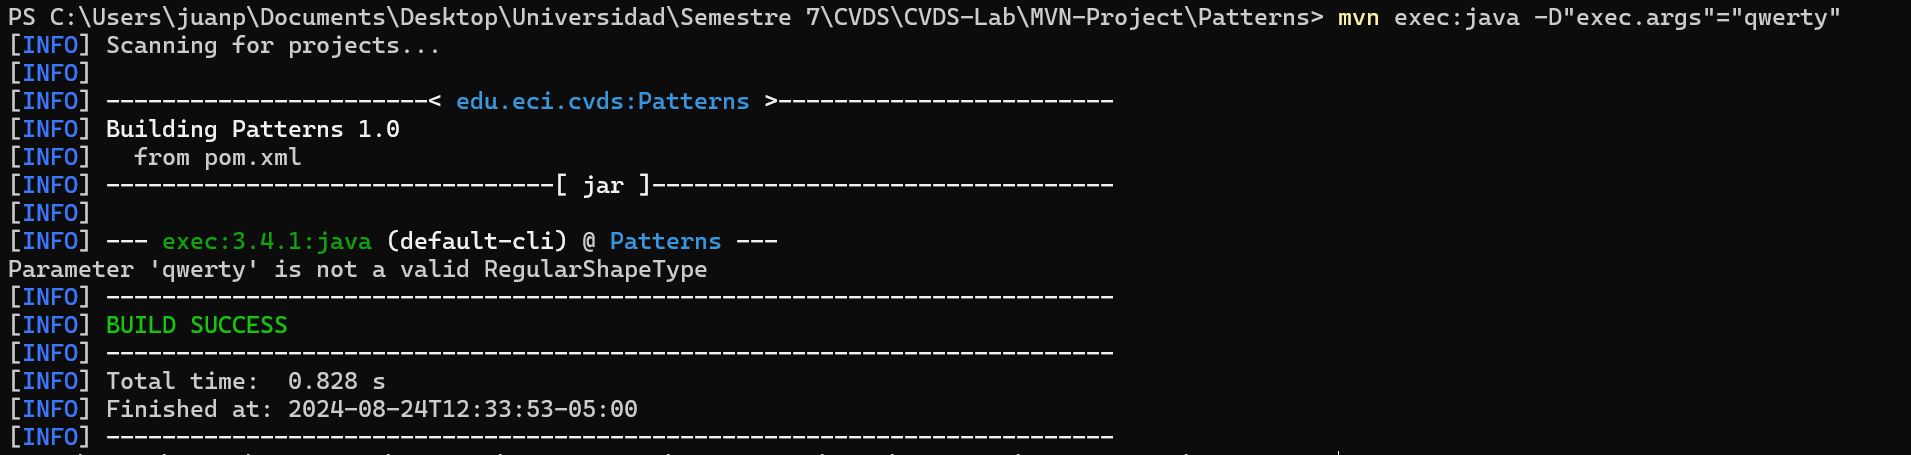 PS C:\Users\juanp\Documents\Desktop\Universidad\Semestre 7\CVDS\CVDS-Lab\MVN-Project\Patterns> mvn exec:java -D"exec.args"="qwerty"
[INFO] Scanning for projects...
[INFO]
[INFO] -----------------------< edu.eci.cvds:Patterns >------------------------
[INFO] Building Patterns 1.0
[INFO]   from pom.xml
[INFO] --------------------------------[ jar ]---------------------------------
[INFO]
[INFO] --- exec:3.4.1:java (default-cli) @ Patterns ---
Parameter 'qwerty' is not a valid RegularShapeType
[INFO] ------------------------------------------------------------------------
[INFO] BUILD SUCCESS
[INFO] ------------------------------------------------------------------------
[INFO] Total time:  0.828 s
[INFO] Finished at: 2024-08-24T12:33:53-05:00
[INFO] ------------------------------------------------------------------------